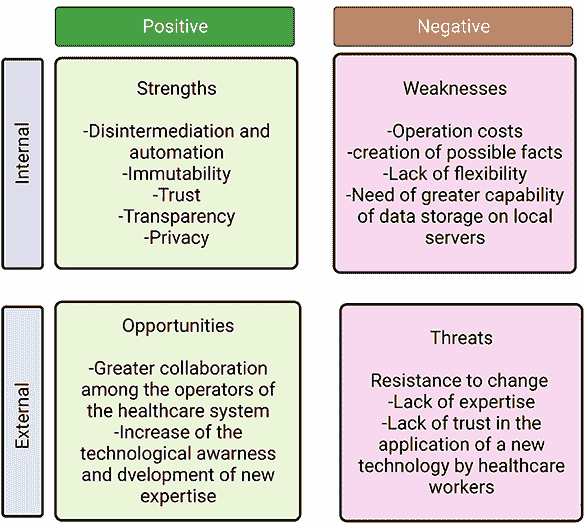 Positive
Negative
Internal
Strengths
-Disintermediation and
automation
-Immutability
-Trust
-Transparency
-Privacy
Weaknesses
-Operation costs
-creation of possible facts
-Lack of flexibility
-Need of greater capability
of data storage on local
servers
External
Opportunities
-Greater collaboration
among the operators of
the healthcare system
-Increase of the
technological awarness
and dvelopment of new
expertise
Threats
Resistance to change
-Lack of expertise
-Lack of trust in the
application of a new
technology by healthcare
workers